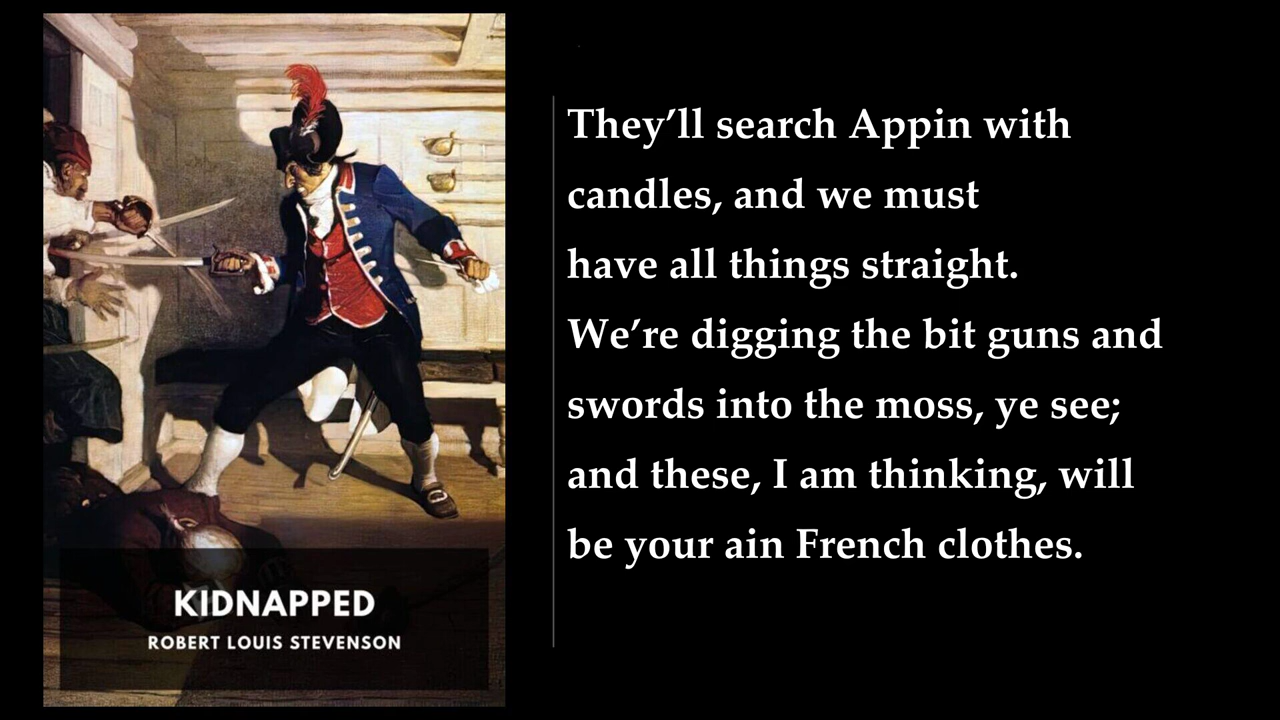 KIDNAPPED
ROBERT LOUIS STEVENSON
They’ll search Appin with
candles, and we must
have all things straight.
We’re digging the bit guns and
swords into the moss, ye see;
and these, I am thinking, will
be your ain French clothes.